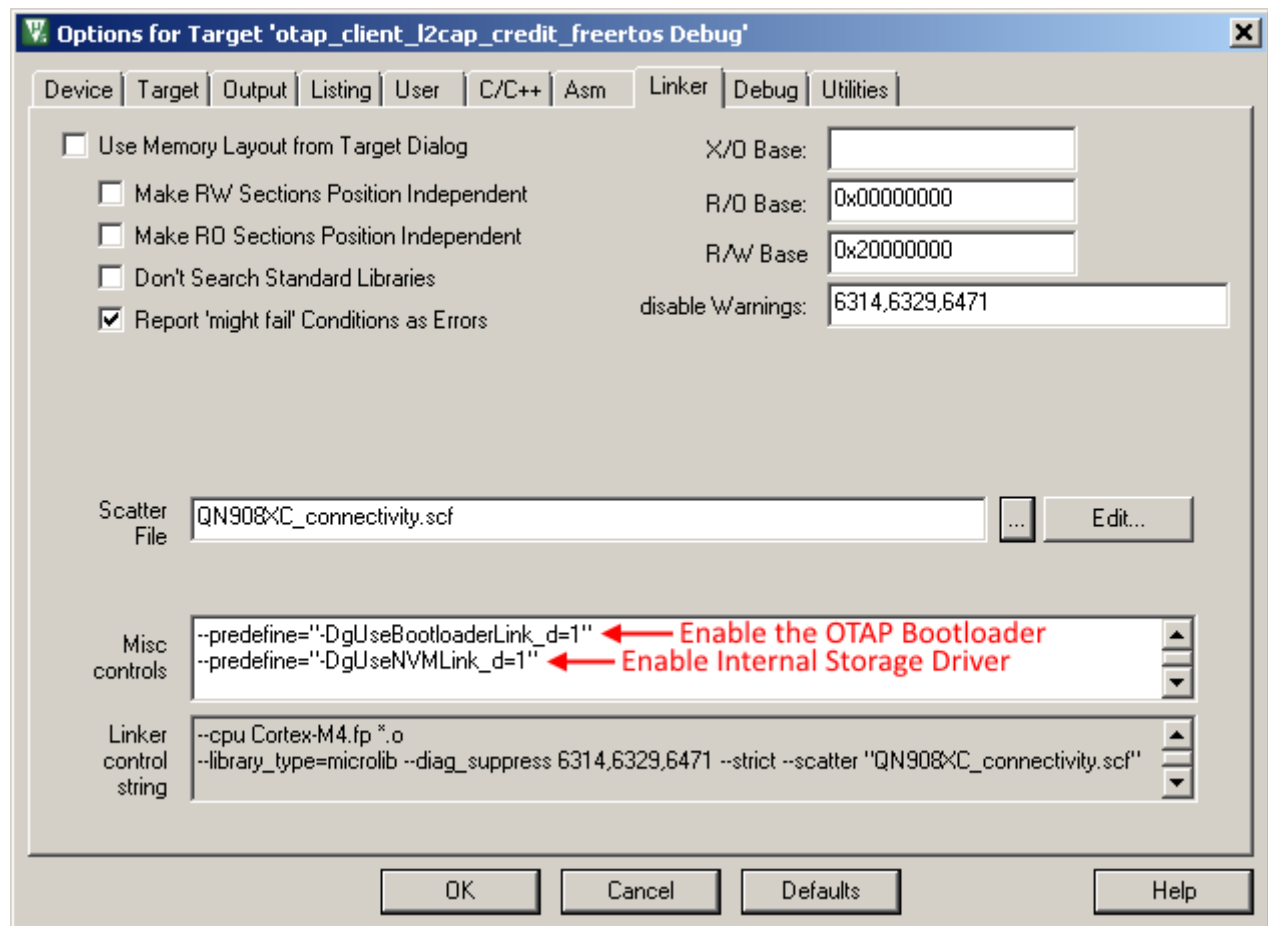 Options for Target 'otap_client_l2cap_credit_freertos Debug'
Device Target Output Listing User C/C++ Asm Linker Debug Utilities
Use Memory Layout from Target Dialog
X/O Base:
Make RW Sections Position Independent
R/O Base: 0x00000000
Make RO Sections Position Independent
R/W Base 0x20000000
Don't Search Standard Libraries
disable Warnings: 6314,6329,6471
Report 'might fail' Conditions as Errors
Scatter File
QN908XC_connectivity.scf
... Edit...
Misc controls
--predefine="-DgUseBootloaderLink_d=1" Enable the OTAP Bootloader
--predefine="-DgUseNVMLink_d=1" Enable Internal Storage Driver
Linker control string
--cpu Cortex-M4.fp *.o
--library_type=microlib --diag_suppress 6314,6329,6471 --strict --scatter "QN908XC_connectivity.scf"
OK Cancel Defaults Help